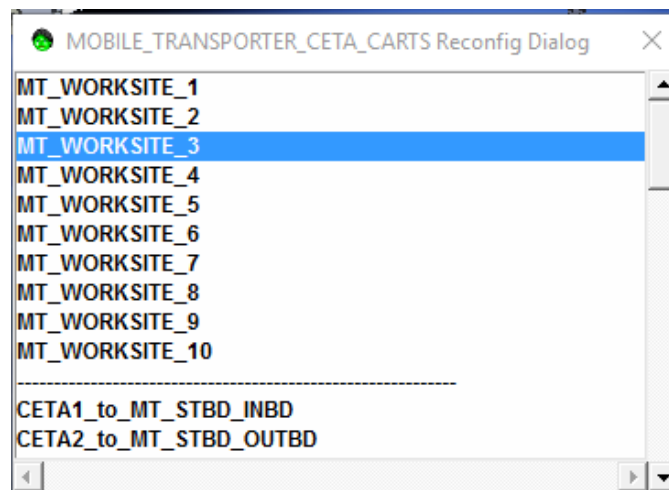 MOBILE_TRANSPORTER_CETA_CARTS Reconfig Dialog
MT_WORKSITE_1
MT_WORKSITE_2
MT_WORKSITE_3
MT_WORKSITE_4
MT_WORKSITE_5
MT_WORKSITE_6
MT_WORKSITE_7
MT_WORKSITE_8
MT_WORKSITE_9
MT_WORKSITE_10
------------------------------------------------------------
CETA1_to_MT_STBD_INBD
CETA2_to_MT_STBD_OUTBD